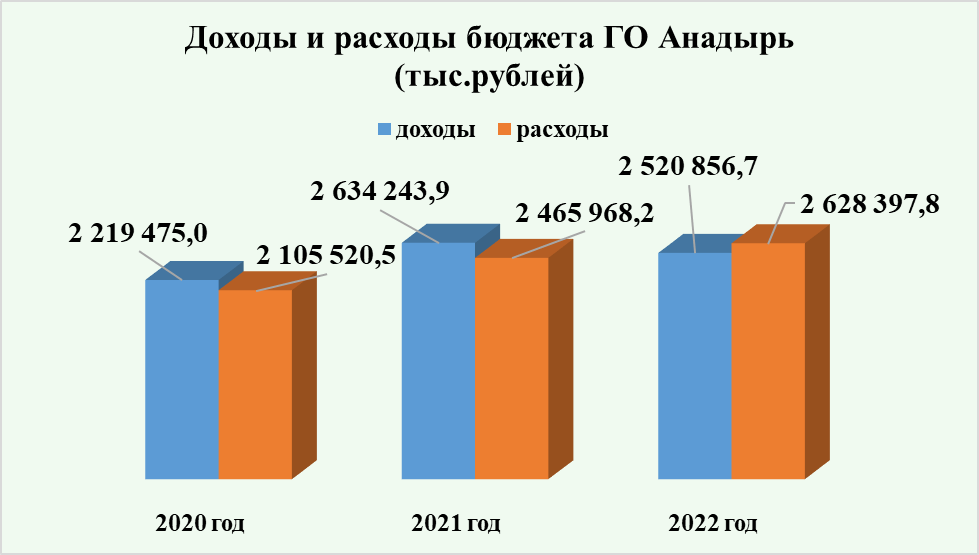 Доходы и расходы бюджета ГО Анадырь
(тыс.рублей)
доходы расходы
2 219 475,0
2 105 520,5
2 634 243,9
2 465 968,2
2 520 856,7
2 628 397,8
2020 год
2021 год
2022 год